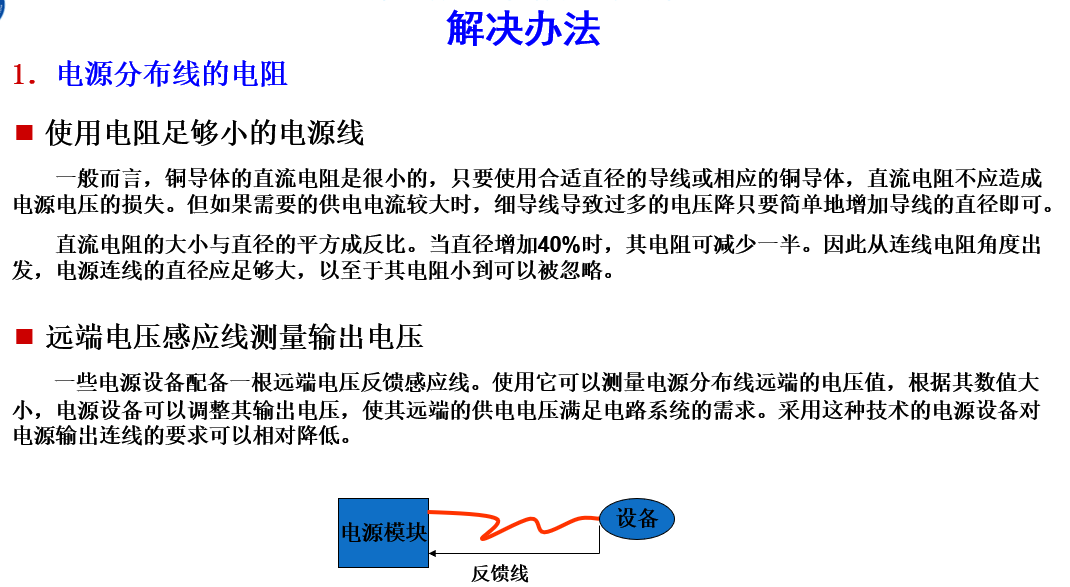 解决办法
1．电源分布线的电阻
使用电阻足够小的电源线
一般而言，铜导体的直流电阻是很小的，只要使用合适直径的导线或相应的铜导体，直流电阻不应造成
电源电压的损失。但如果需要的供电电流较大时，细导线导致过多的电压降只要简单地增加导线的直径即可。
直流电阻的大小与直径的平方成反比。当直径增加40%时，其电阻可减少一半。因此从连线电阻角度出
发，电源连线的直径应足够大，以至于其电阻小到可以被忽略。
远端电压感应线测量输出电压
一些电源设备配备一根远端电压反馈感应线。使用它可以测量电源分布线远端的电压值，根据其数值大
小，电源设备可以调整其输出电压，使其远端的供电电压满足电路系统的需求。采用这种技术的电源设备对
电源输出连线的要求可以相对降低。
电源模块
设备
反馈线